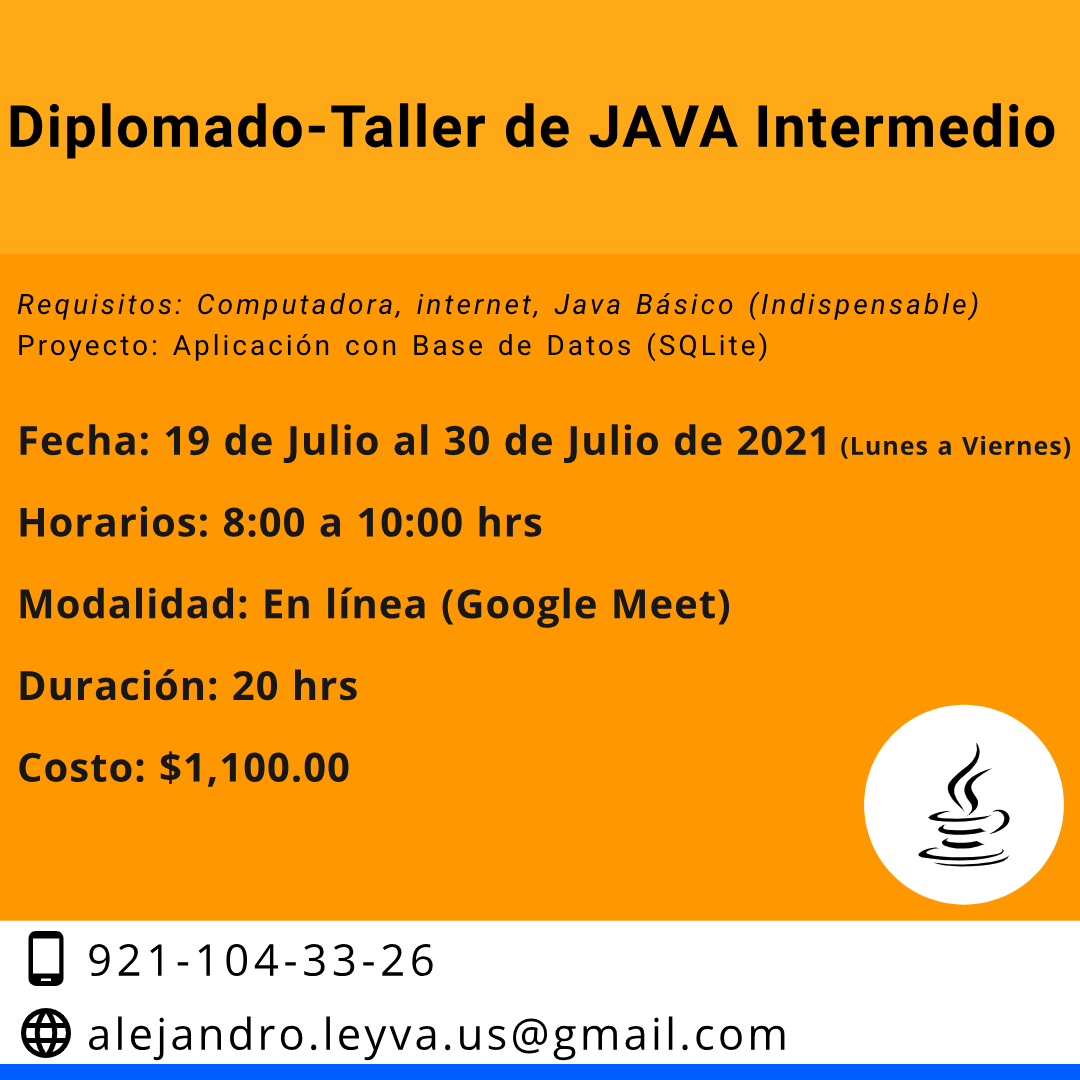 Diplomado-Taller de JAVA Intermedio
Requisitos: Computadora, internet, Java Básico (Indispensable)
Proyecto: Aplicación con Base de Datos (SQLite)
Fecha: 19 de Julio al 30 de Julio de 2021 (Lunes a Viernes)
Horarios: 8:00 a 10:00 hrs
Modalidad: En línea (Google Meet)
Duración: 20 hrs
Costo: $1,100.00
921-104-33-26
alejandro.leyva.us@gmail.com